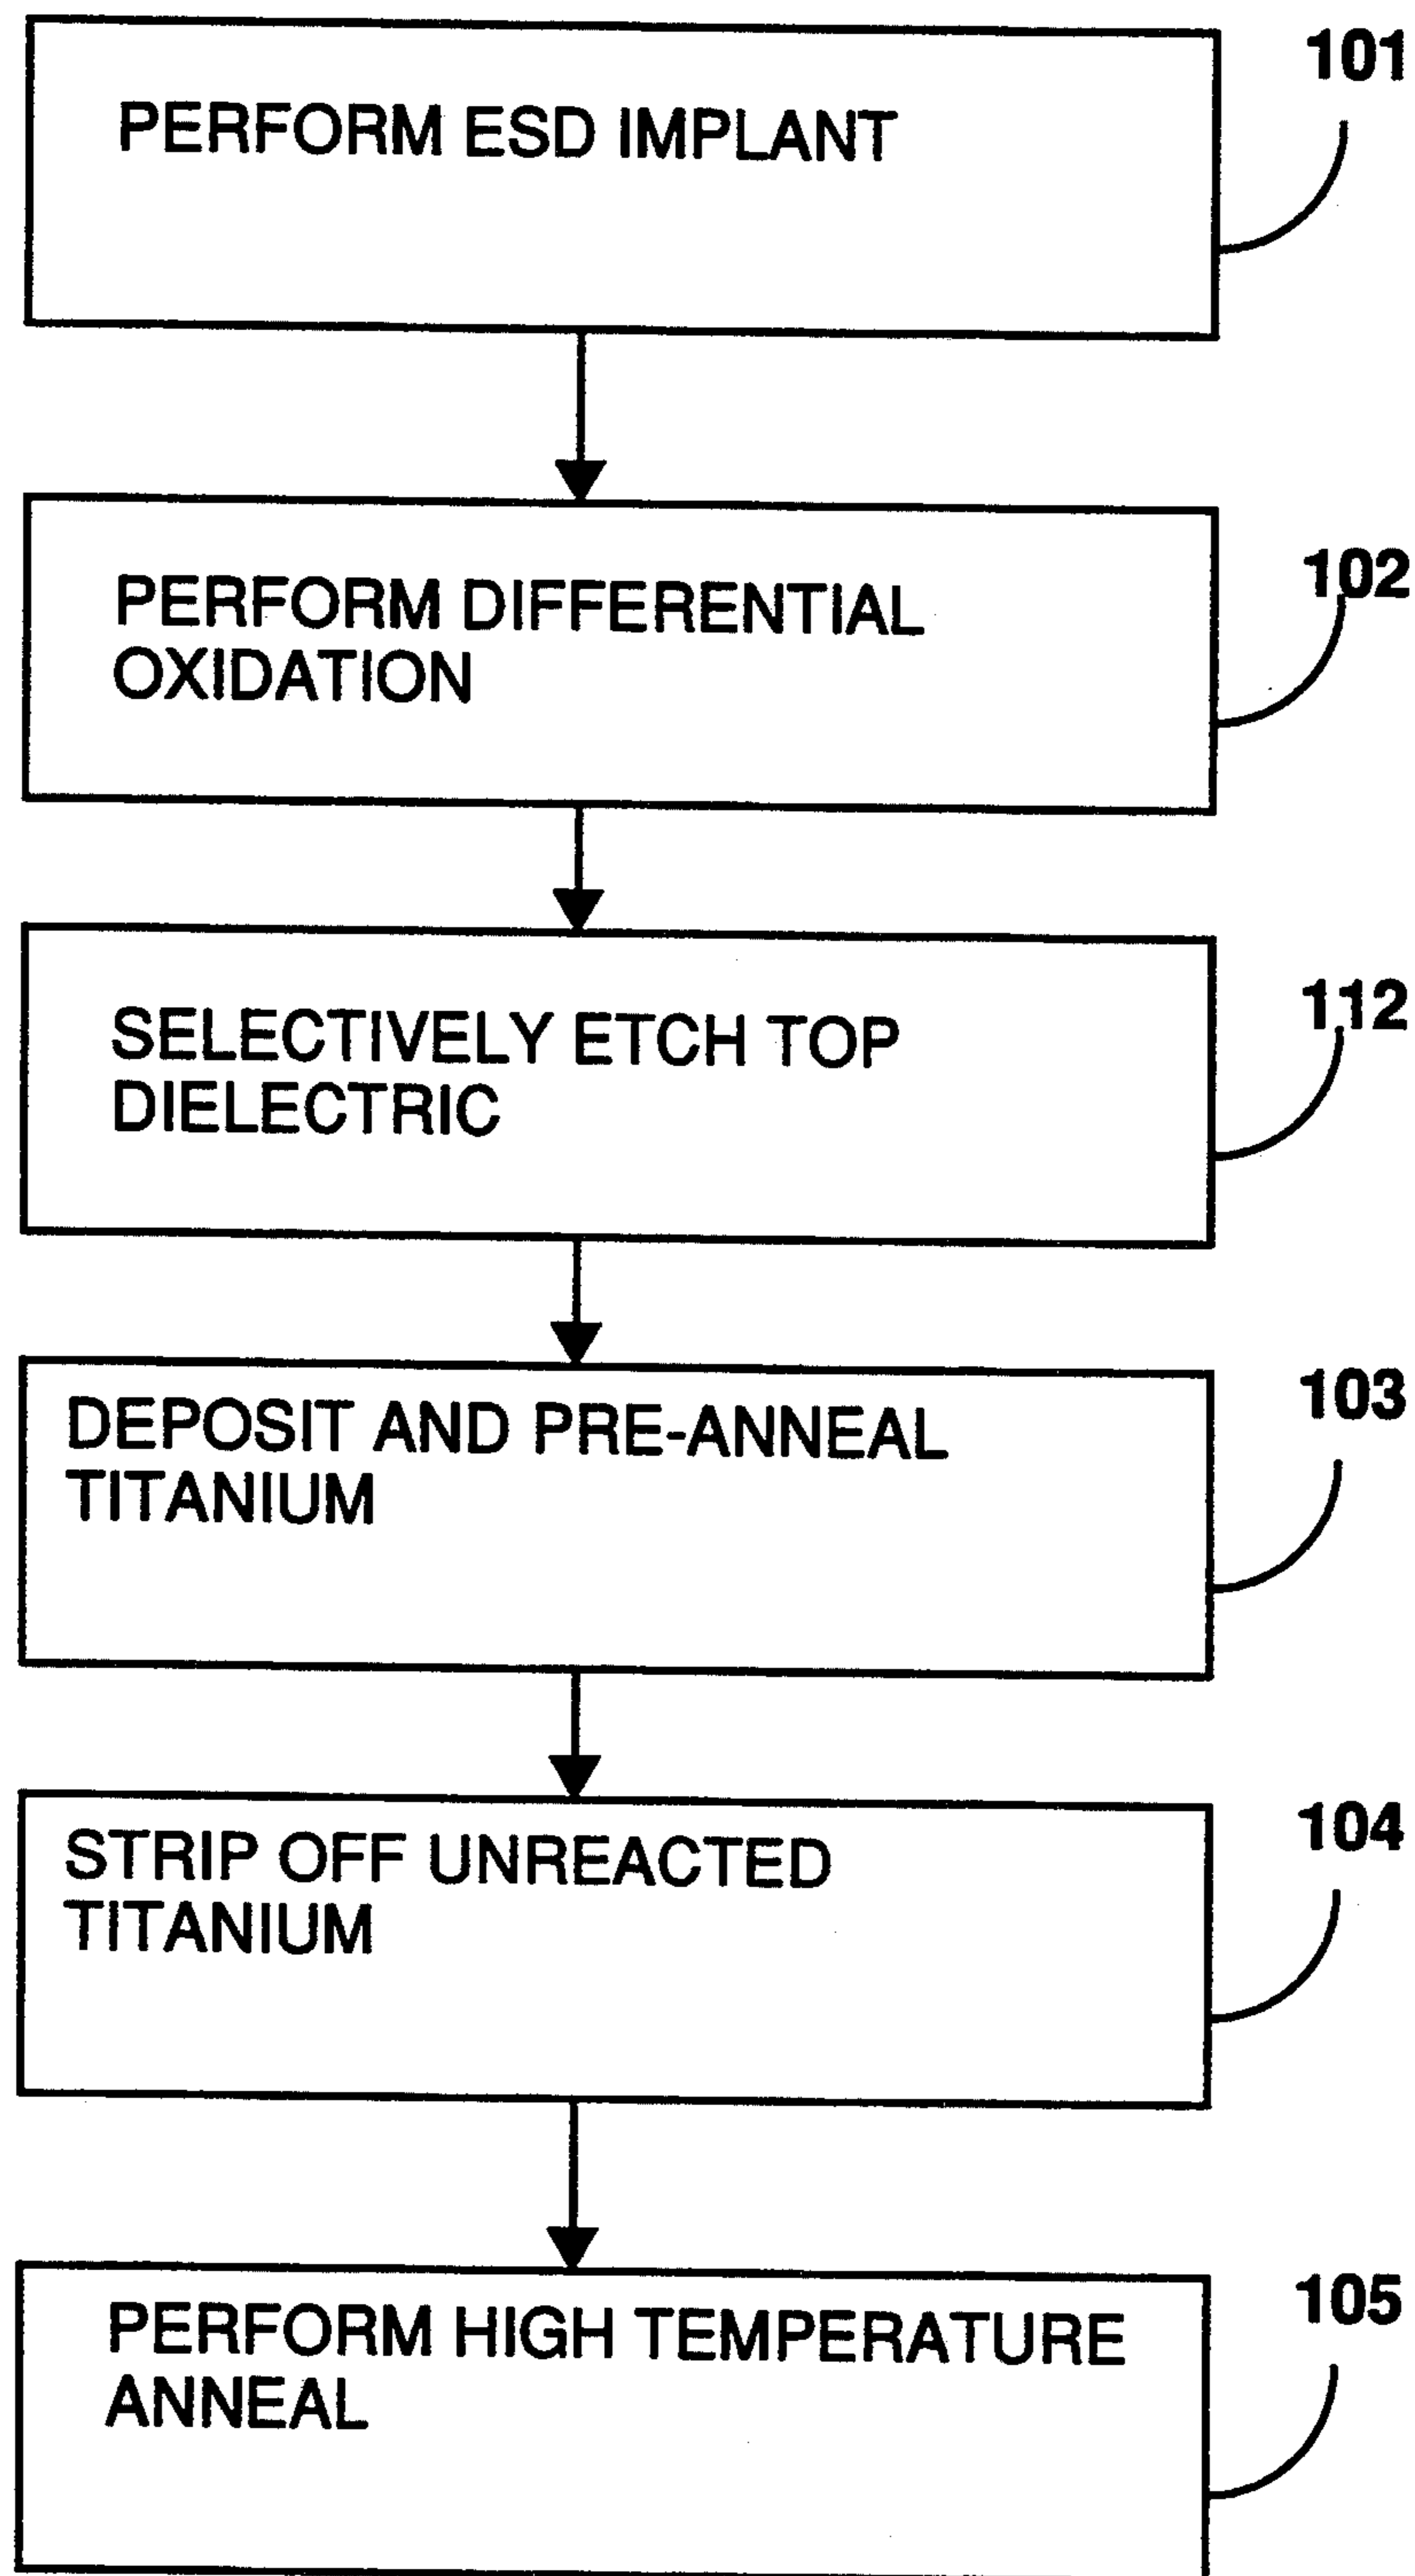 101
PERFORM ESD IMPLANT
102
PERFORM DIFFERENTIAL
OXIDATION
112
SELECTIVELY ETCH TOP
DIELECTRIC
103
DEPOSIT AND PRE-ANNEAL
TITANIUM
104
STRIP OFF UNREACTED
TITANIUM
105
PERFORM HIGH TEMPERATURE
ANNEAL